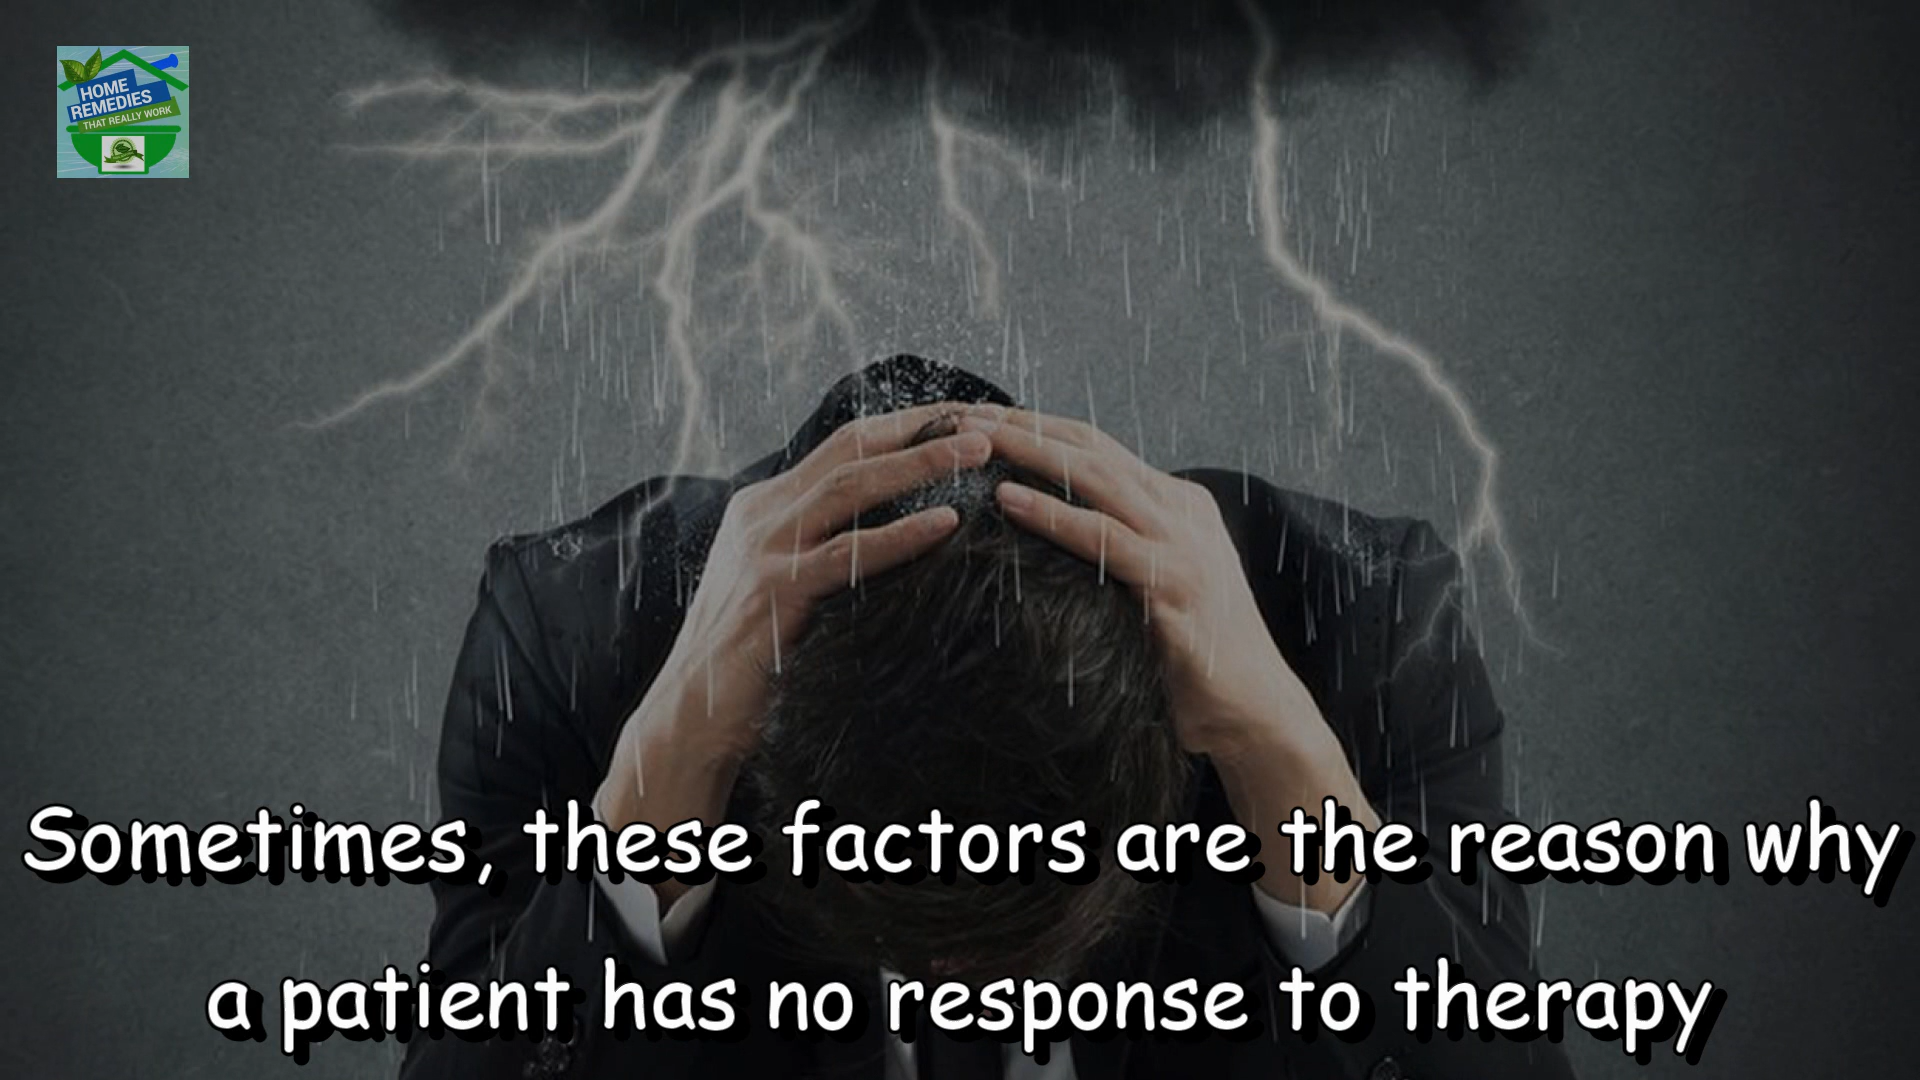 HOME
REMEDIES
THAT REALLY WORK
Sometimes, these factors are the reason why
a patient has no response to therapy